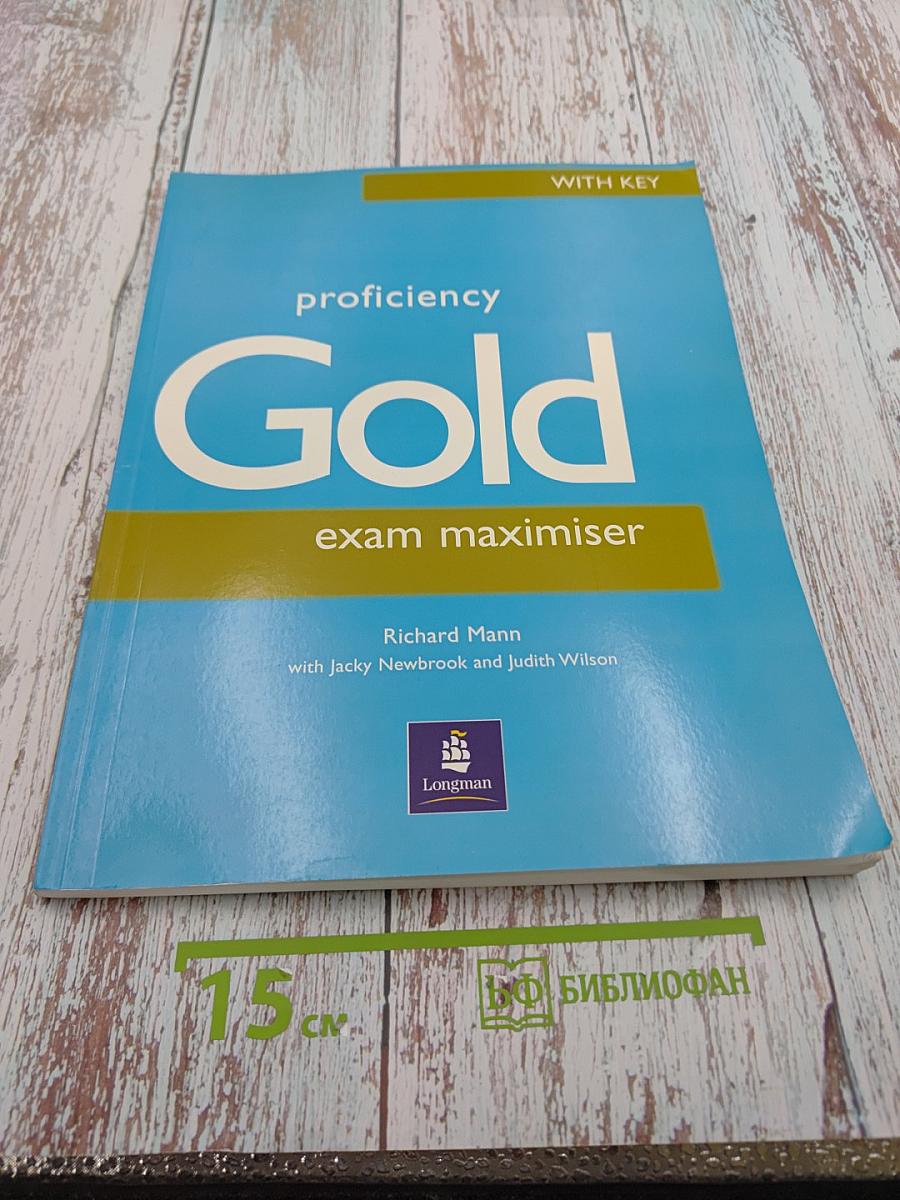 WITH KEY
proficiency
Gold
exam maximiser
Richard Mann
with Jacky Newbrook and Judith Wilson
Longman
15 см
БФ БИБЛИОФАН